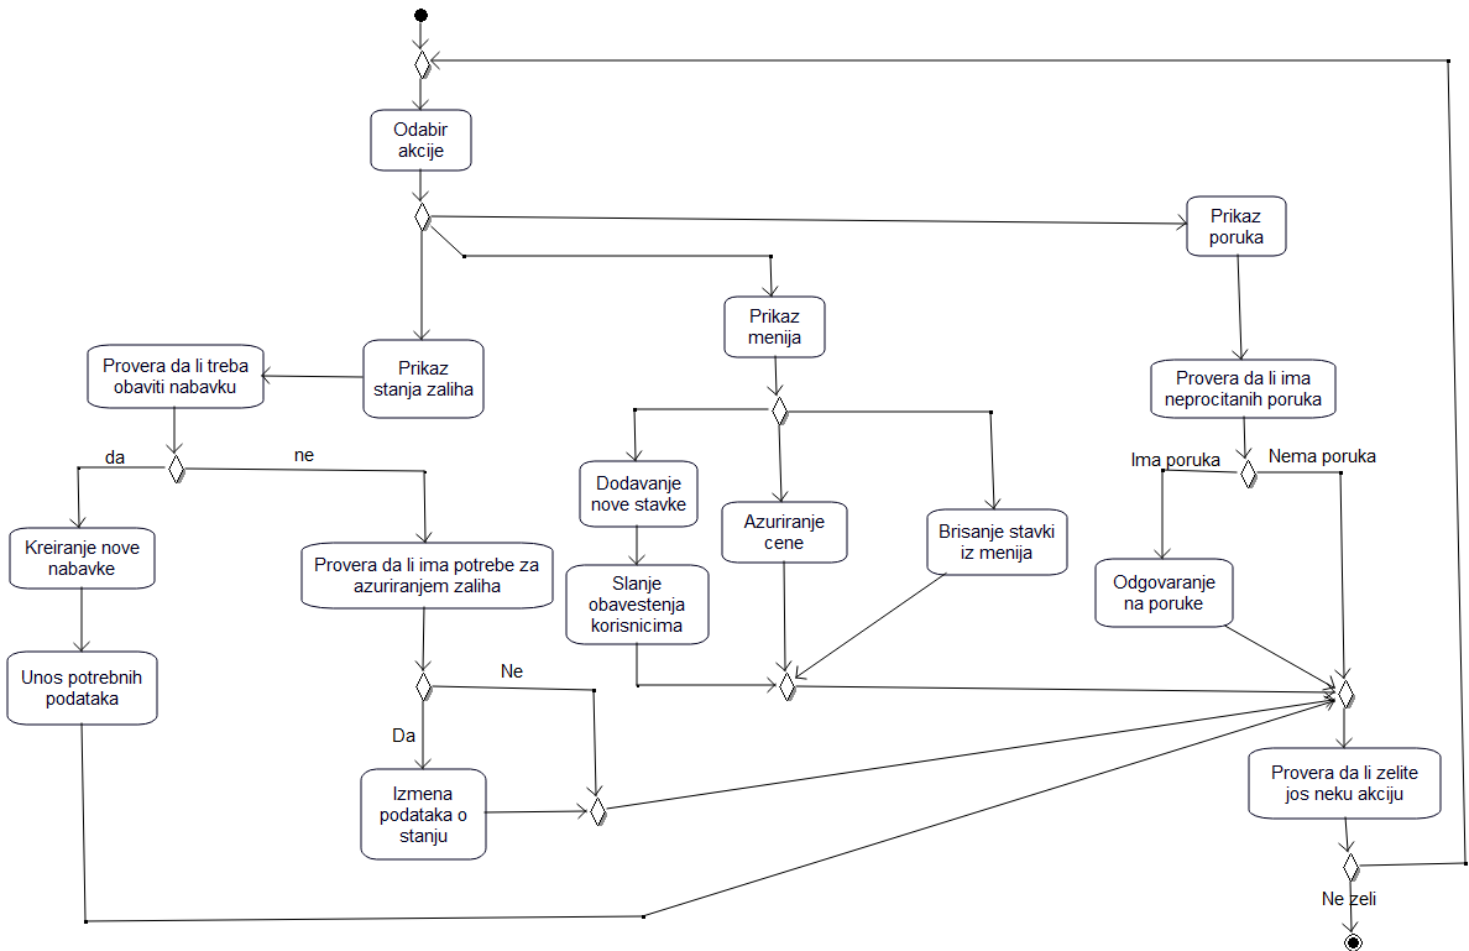 Odabir
akcije
Prikaz
poruka
Prikaz
menija
Provera da li treba
obaviti nabavku
Prikaz
stanja zaliha
Provera da li ima
neprocitanih poruka
da
ne
Ima poruka
Nema poruka
Dodavanje
nove stavke
Azuriranje
cene
Brisanje stavki
iz menija
Kreiranje nove
nabavke
Provera da li ima potrebe za
azuriranjem zaliha
Slanje
obavestenja
korisnicima
Odgovaranje
na poruke
Unos potrebnih
podataka
Ne
Da
Izmena
podataka o
stanju
Provera da li zelite
jos neku akciju
Ne zeli